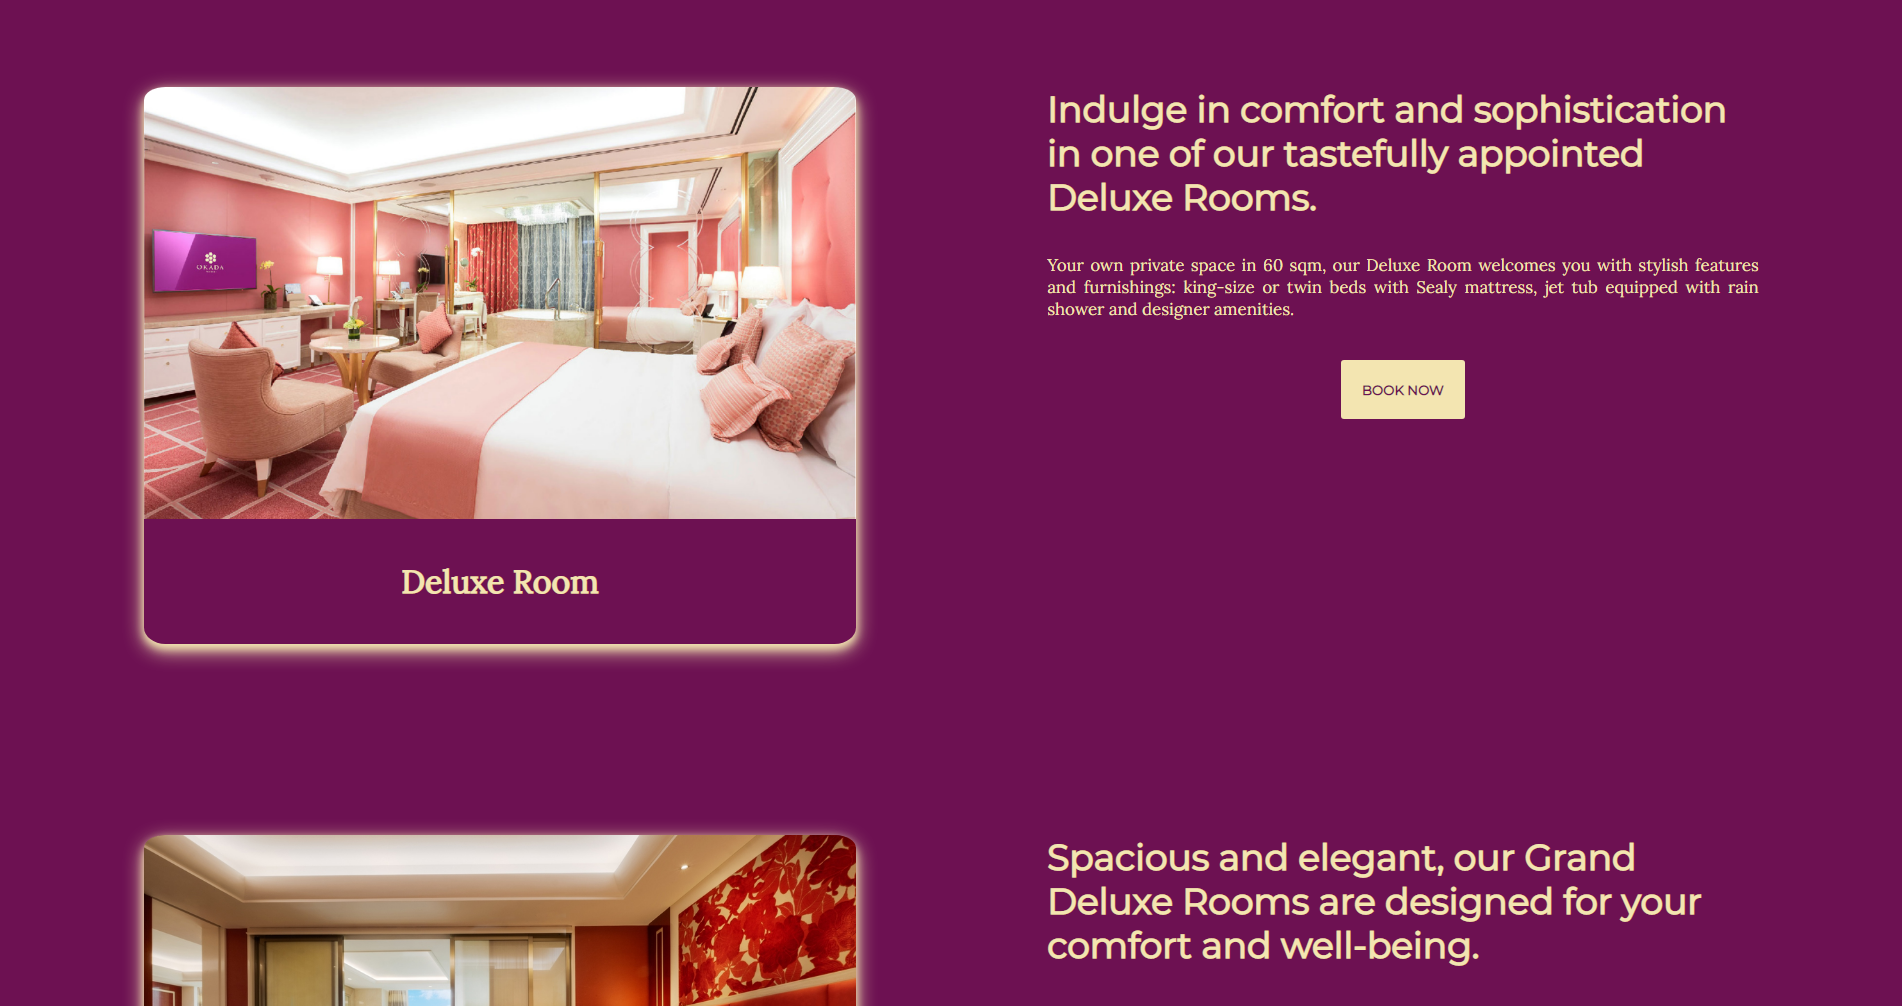 Indulge in comfort and sophistication
in one of our tastefully appointed
Deluxe Rooms.
Your own private space in 60 sqm, our Deluxe Room welcomes you with stylish features
and furnishings: king-size or twin beds with Sealy mattress, jet tub equipped with rain
shower and designer amenities.
BOOK NOW
OKADA
Deluxe Room
Spacious and elegant, our Grand
Deluxe Rooms are designed for your
comfort and well-being.